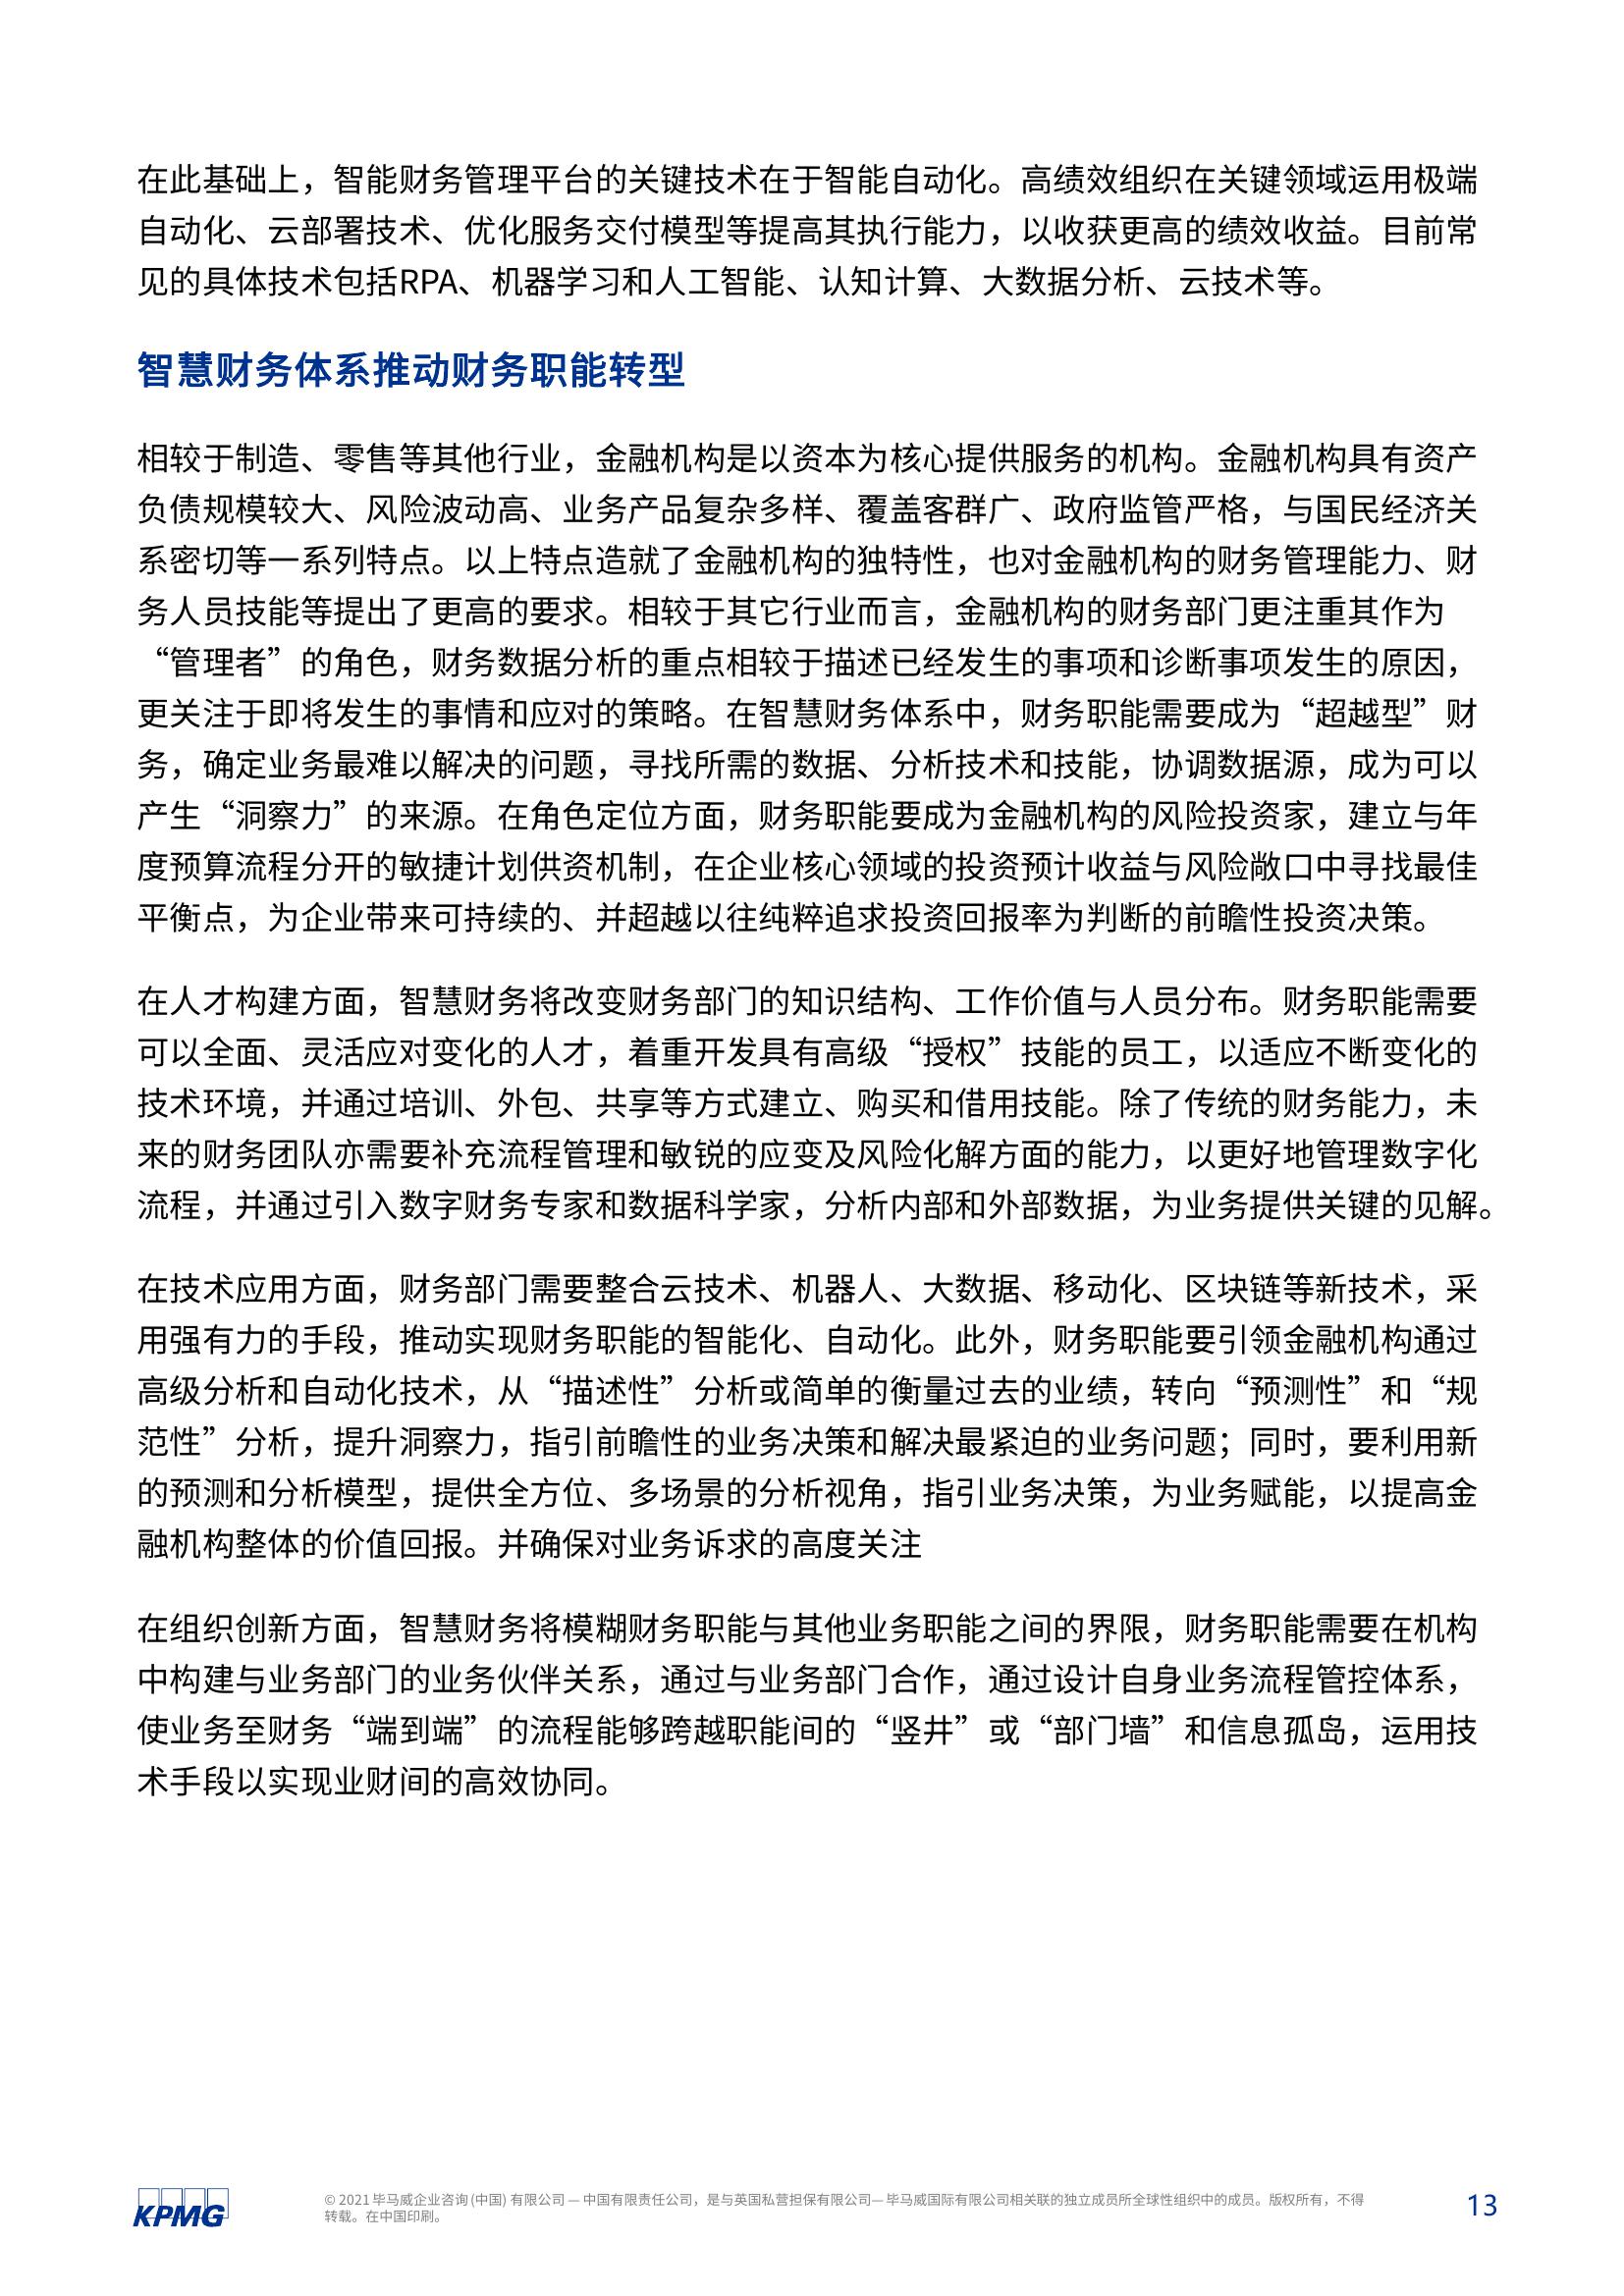 在此基础上，智能财务管理平台的关键技术在于智能自动化。高绩效组织在关键领域运用极端
自动化、云部署技术、优化服务交付模型等提高其执行能力，以收获更高的绩效收益。目前常
见的具体技术包括RPA、机器学习和人工智能、认知计算、大数据分析、云技术等。
智慧财务体系推动财务职能转型
相较于制造、零售等其他行业，金融机构是以资本为核心提供服务的机构。金融机构具有资产
负债规模较大、风险波动高、业务产品复杂多样、覆盖客群广、政府监管严格，与国民经济关
系密切等一系列特点。以上特点造就了金融机构的独特性，也对金融机构的财务管理能力、财
务人员技能等提出了更高的要求。相较于其它行业而言，金融机构的财务部门更注重其作为
“管理者”的角色，财务数据分析的重点相较于描述已经发生的事项和诊断事项发生的原因，
更关注于即将发生的事情和应对的策略。在智慧财务体系中，财务职能需要成为“超越型”财
务，确定业务最难以解决的问题，寻找所需的数据、分析技术和技能，协调数据源，成为可以
产生“洞察力”的来源。在角色定位方面，财务职能要成为金融机构的风险投资家，建立与年
度预算流程分开的敏捷计划供资机制，在企业核心领域的投资预计收益与风险敞口中寻找最佳
平衡点，为企业带来可持续的、并超越以往纯粹追求投资回报率为判断的前瞻性投资决策。
在人才构建方面，智慧财务将改变财务部门的知识结构、工作价值与人员分布。财务职能需要
可以全面、灵活应对变化的人才，着重开发具有高级“授权”技能的员工，以适应不断变化的
技术环境，并通过培训、外包、共享等方式建立、购买和借用技能。除了传统的财务能力，未
来的财务团队亦需要补充流程管理和敏锐的应变及风险化解方面的能力，以更好地管理数字化
流程，并通过引入数字财务专家和数据科学家，分析内部和外部数据，为业务提供关键的见解。
在技术应用方面，财务部门需要整合云技术、机器人、大数据、移动化、区块链等新技术，采
用强有力的手段，推动实现财务职能的智能化、自动化。此外，财务职能要引领金融机构通过
高级分析和自动化技术，从“描述性”分析或简单的衡量过去的业绩，转向“预测性”和“规
范性”分析，提升洞察力，指引前瞻性的业务决策和解决最紧迫的业务问题；同时，要利用新
的预测和分析模型，提供全方位、多场景的分析视角，指引业务决策，为业务赋能，以提高金
融机构整体的价值回报。并确保对业务诉求的高度关注
在组织创新方面，智慧财务将模糊财务职能与其他业务职能之间的界限，财务职能需要在机构
中构建与业务部门的业务伙伴关系，通过与业务部门合作，通过设计自身业务流程管控体系，
使业务至财务“端到端”的流程能够跨越职能间的“竖井”或“部门墙”和信息孤岛，运用技
术手段以实现业财间的高效协同。
KPMG
© 2021 毕马威企业咨询 (中国) 有限公司 — 中国有限责任公司，是与英国私营担保有限公司— 毕马威国际有限公司相关联的独立成员所全球性组织中的成员。版权所有，不得
转载。在中国印刷。
13